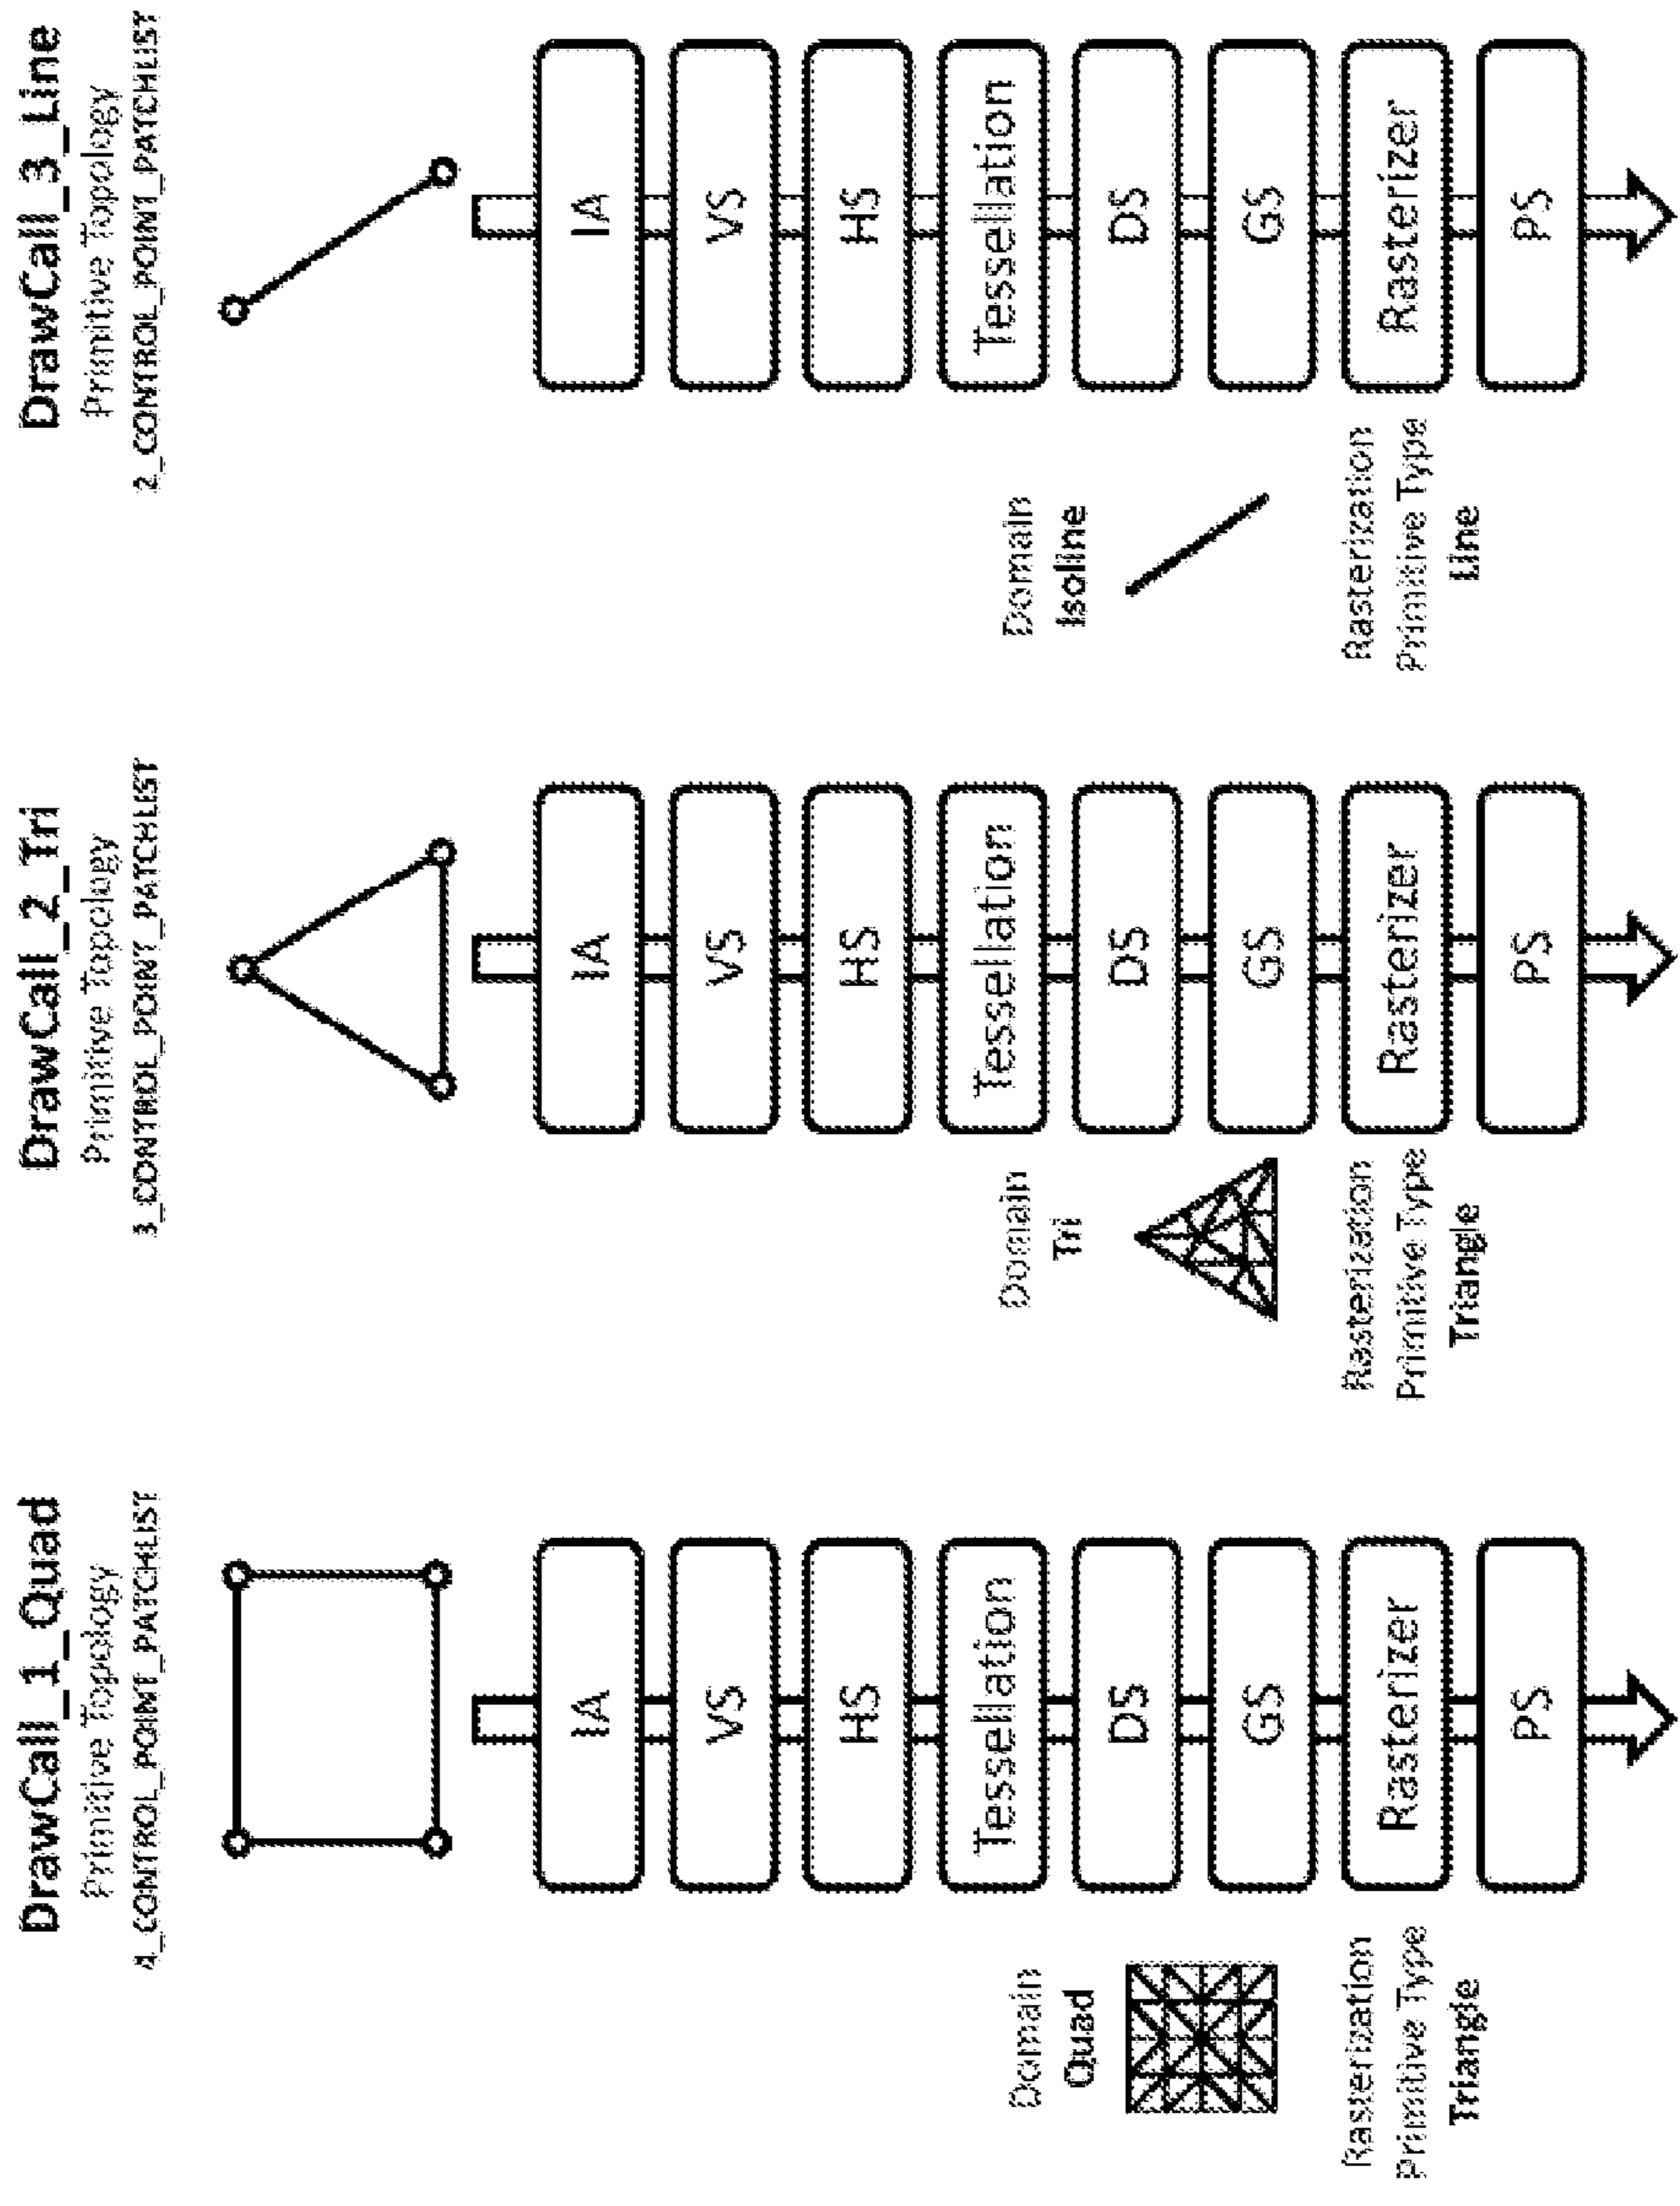 DrawCall_1_Quad
Primitive Topology
4_CONTROL_POINT_PATCHLIST
IA
VS
HS
Tessellation
DS
GS
Rasterizer
PS
Domain
Quad
Rasterization
Primitive Type
Triangle
DrawCall_2_Tri
Primitive Topology
3_CONTROL_POINT_PATCHLIST
IA
VS
HS
Tessellation
DS
GS
Rasterizer
PS
Domain
Tri
Rasterization
Primitive Type
Triangle
DrawCall_3_Line
Primitive Topology
2_CONTROL_POINT_PATCHLIST
IA
VS
HS
Tessellation
DS
GS
Rasterizer
PS
Domain
Isoline
Rasterization
Primitive Type
Line